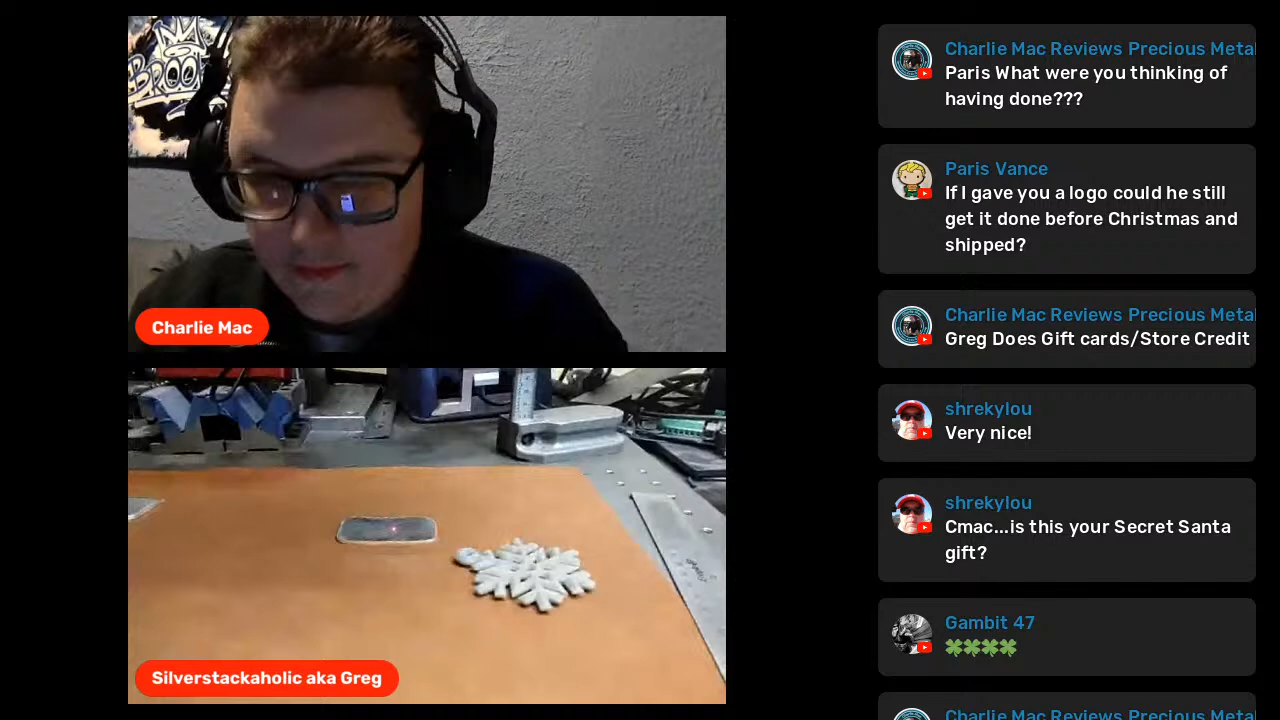 BROOT
Charlie Mac
Silverstackaholic aka Greg
Charlie Mac Reviews Precious Metal
Paris What were you thinking of
having done???
Paris Vance
If I gave you a logo could he still
get it done before Christmas and
shipped?
Charlie Mac Reviews Precious Metal
Greg Does Gift cards/Store Credit
shrekylou
Very nice!
shrekylou
Cmac...is this your Secret Santa
gift?
Gambit 47
🍀🍀🍀🍀
Charlie Mac Reviews Precious Metal